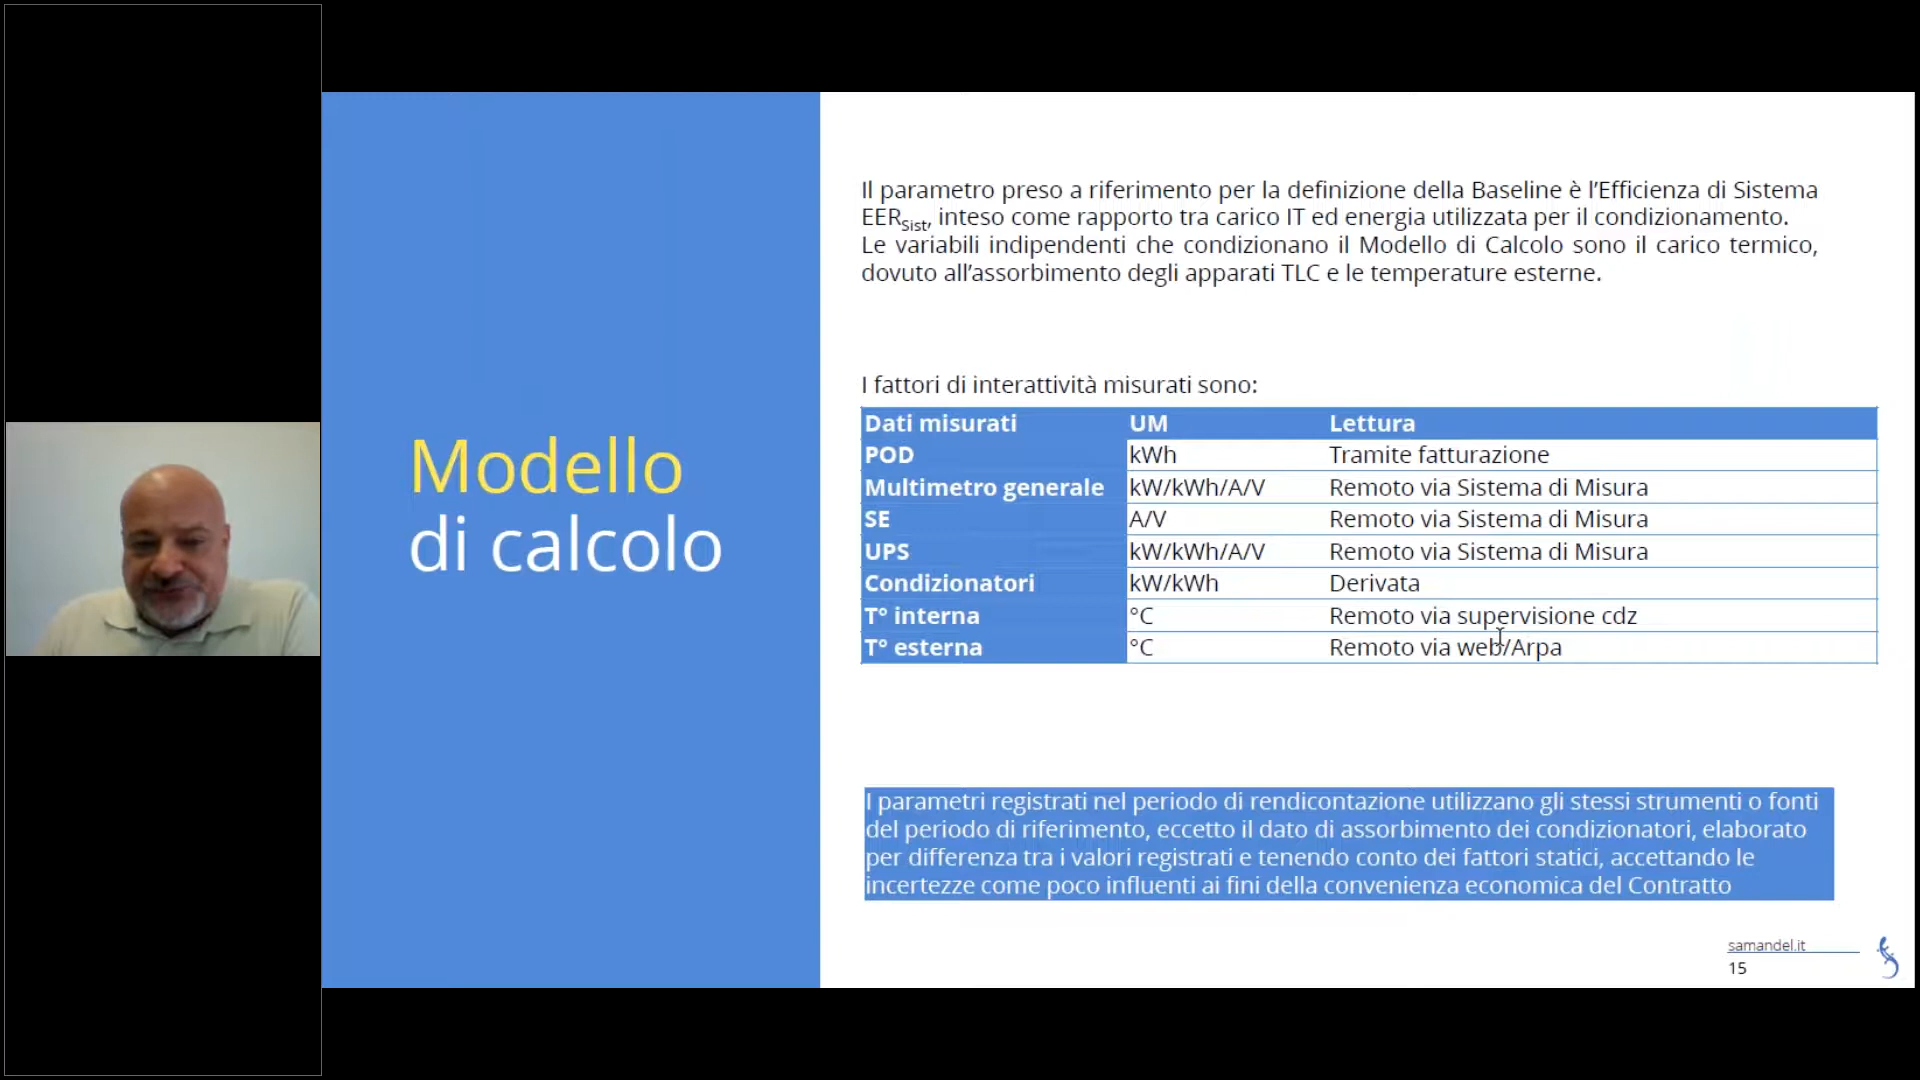 Modello
di calcolo
Il parametro preso a riferimento per la definizione della Baseline è l’Efficienza di Sistema
EERSist, inteso come rapporto tra carico IT ed energia utilizzata per il condizionamento.
Le variabili indipendenti che condizionano il Modello di Calcolo sono il carico termico,
dovuto all’assorbimento degli apparati TLC e le temperature esterne.
I fattori di interattività misurati sono:
Dati misurati UM Lettura
POD kWh Tramite fatturazione
Multimetro generale kW/kWh/A/V Remoto via Sistema di Misura
SE A/V Remoto via Sistema di Misura
UPS kW/kWh/A/V Remoto via Sistema di Misura
Condizionatori kW/kWh Derivata
T° interna °C Remoto via supervisione cdz
T° esterna °C Remoto via web/Arpa
I parametri registrati nel periodo di rendicontazione utilizzano gli stessi strumenti o fonti
del periodo di riferimento, eccetto il dato di assorbimento dei condizionatori, elaborato
per differenza tra i valori registrati e tenendo conto dei fattori statici, accettando le
incertezze come poco influenti ai fini della convenienza economica del Contratto
samandel.it
15